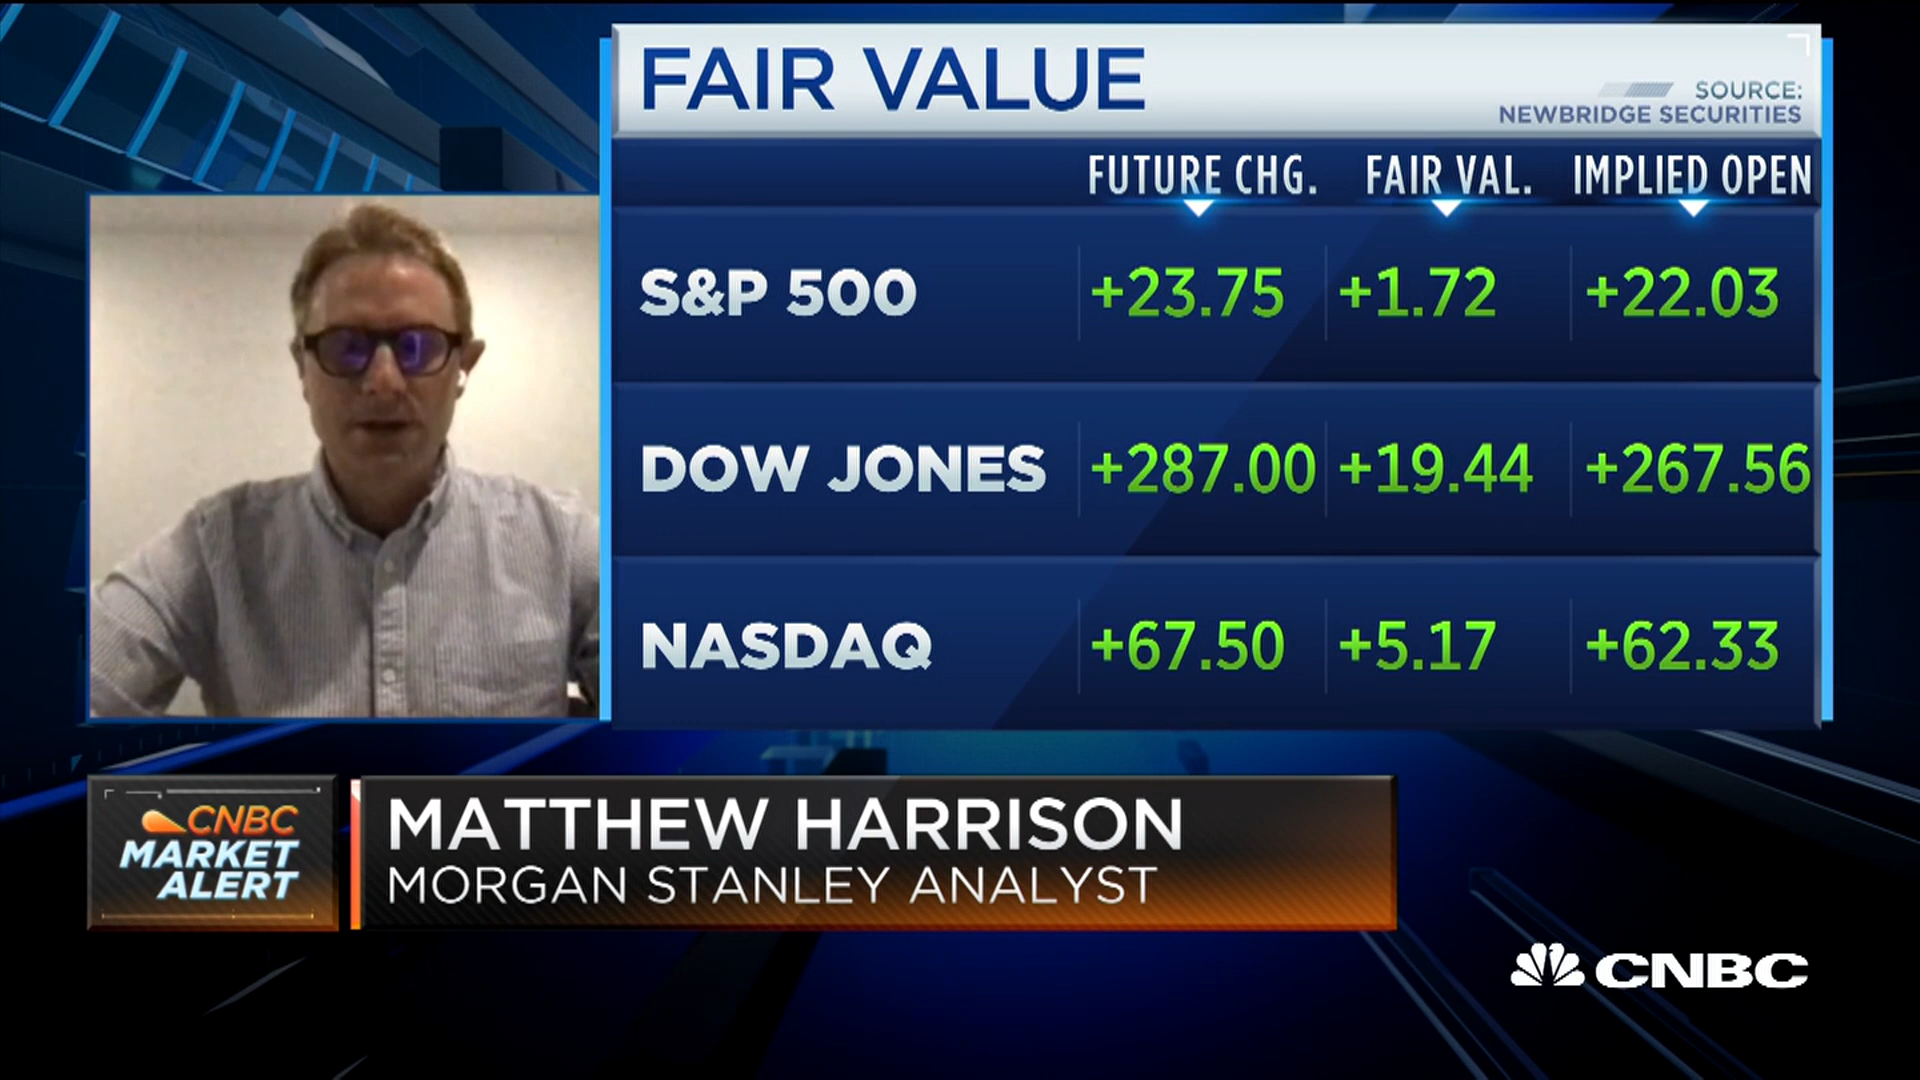 FAIR VALUE
SOURCE:
NEWBRIDGE SECURITIES
FUTURE CHG. FAIR VAL. IMPLIED OPEN
S&P 500 +23.75 +1.72 +22.03
DOW JONES +287.00 +19.44 +267.56
NASDAQ +67.50 +5.17 +62.33
CNBC
MARKET
ALERT
MATTHEW HARRISON
MORGAN STANLEY ANALYST
CNBC